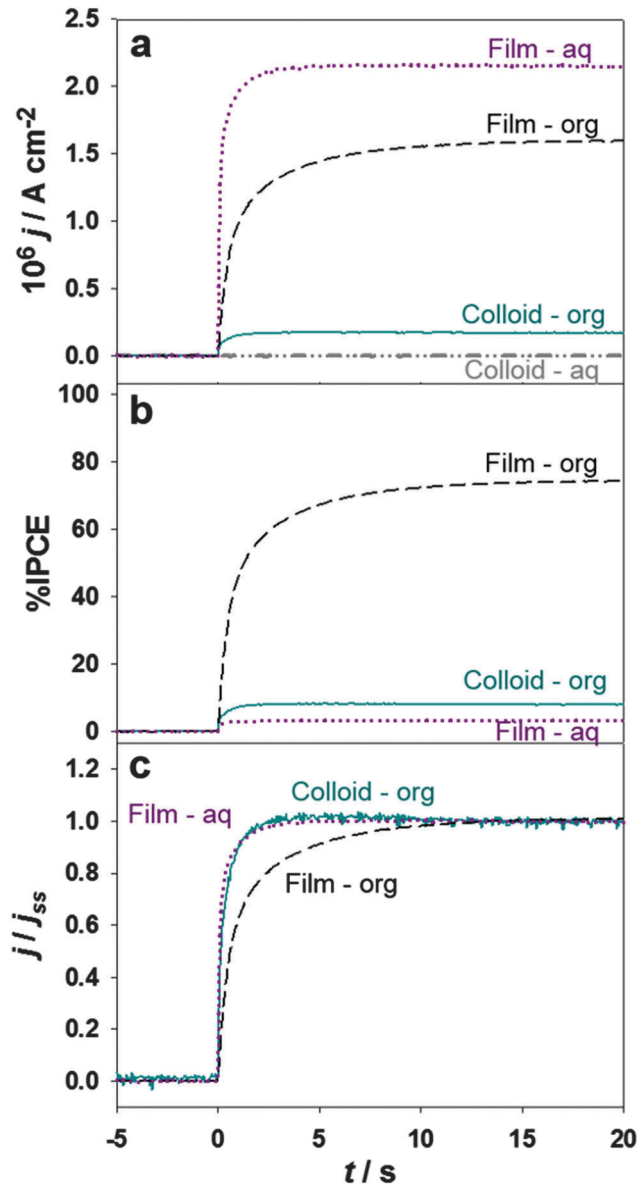 a
2.5
2.0
1.5
1.0
0.5
0.0
10⁶ j / A cm⁻²
Film - aq
Film - org
Colloid - org
Colloid - aq
b
100
80
60
40
20
0
%IPCE
Film - org
Colloid - org
Film - aq
c
1.2
1.0
0.8
0.6
0.4
0.2
0.0
j / jₛₛ
Film - aq
Colloid - org
Film - org
-5
0
5
10
15
20
t / s